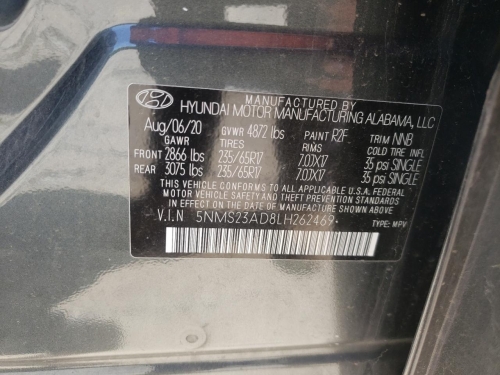 MANUFACTURED BY
HYUNDAI MOTOR MANUFACTURING ALABAMA, LLC
Aug/06/20 GVWR 4872 lbs PAINT R2F TRIM NNB
GAWR TIRES RIMS COLD TIRE INFL.
FRONT 2866 lbs 235/65R17 7.0JX17 35 psi SINGLE
REAR 3075 lbs 235/65R17 7.0JX17 35 psi SINGLE
THIS VEHICLE CONFORMS TO ALL APPLICABLE U.S.A. FEDERAL
MOTOR VEHICLE SAFETY AND THEFT PREVENTION STANDARDS
IN EFFECT ON THE DATE OF MANUFACTURE SHOWN ABOVE.
V.I.N 5NMS23AD8LH262469
TYPE: MPV